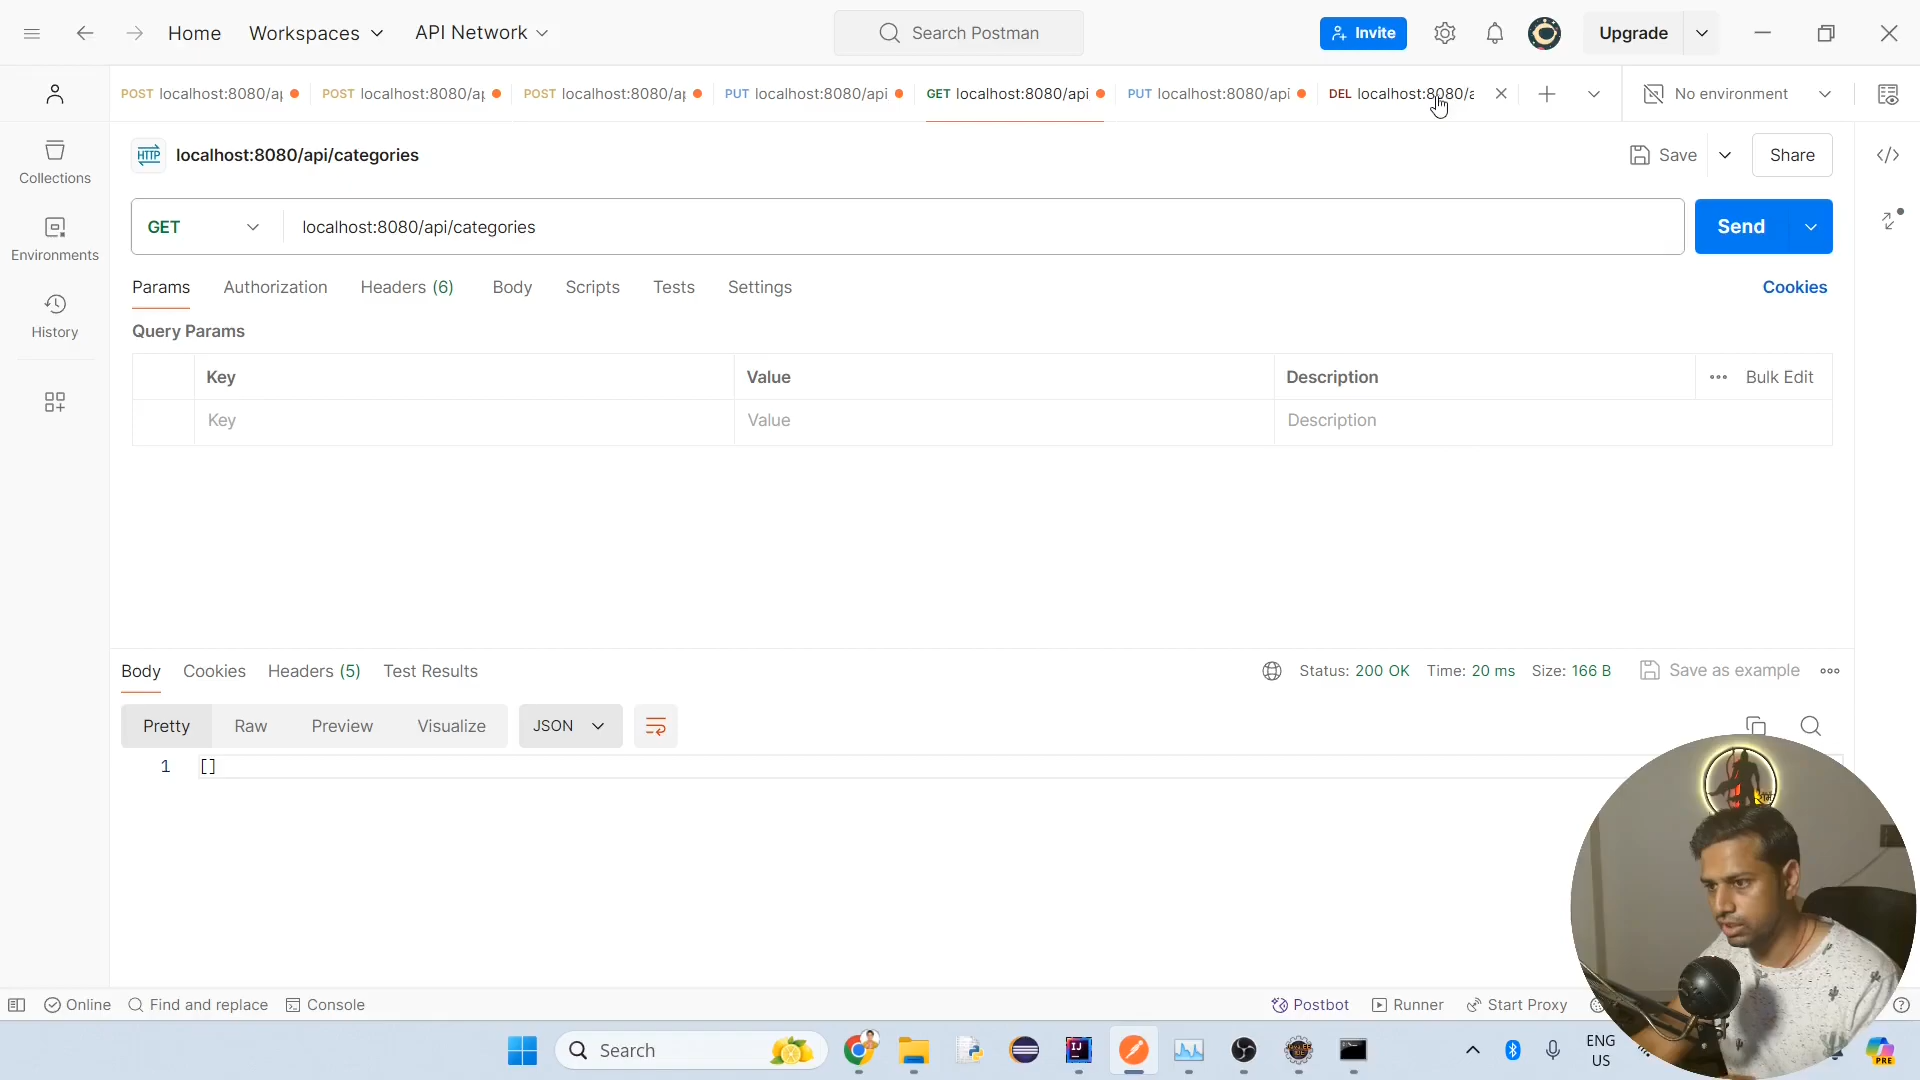 Home Workspaces API Network Search Postman Invite Upgrade
POST localhost:8080/a POST localhost:8080/a POST localhost:8080/a PUT localhost:8080/api GET localhost:8080/api PUT localhost:8080/api DEL localhost:8080/a No environment
HTTP localhost:8080/api/categories Save Share
Collections
GET localhost:8080/api/categories Send
Environments
Params Authorization Headers (6) Body Scripts Tests Settings Cookies
History
Query Params
Key Value Description Bulk Edit
Key Value Description
Body Cookies Headers (5) Test Results Status: 200 OK Time: 20 ms Size: 166 B Save as example
Pretty Raw Preview Visualize JSON
1 []
Online Find and replace Console Postbot Runner Start Proxy
Search ENG
US
IJ
PRE